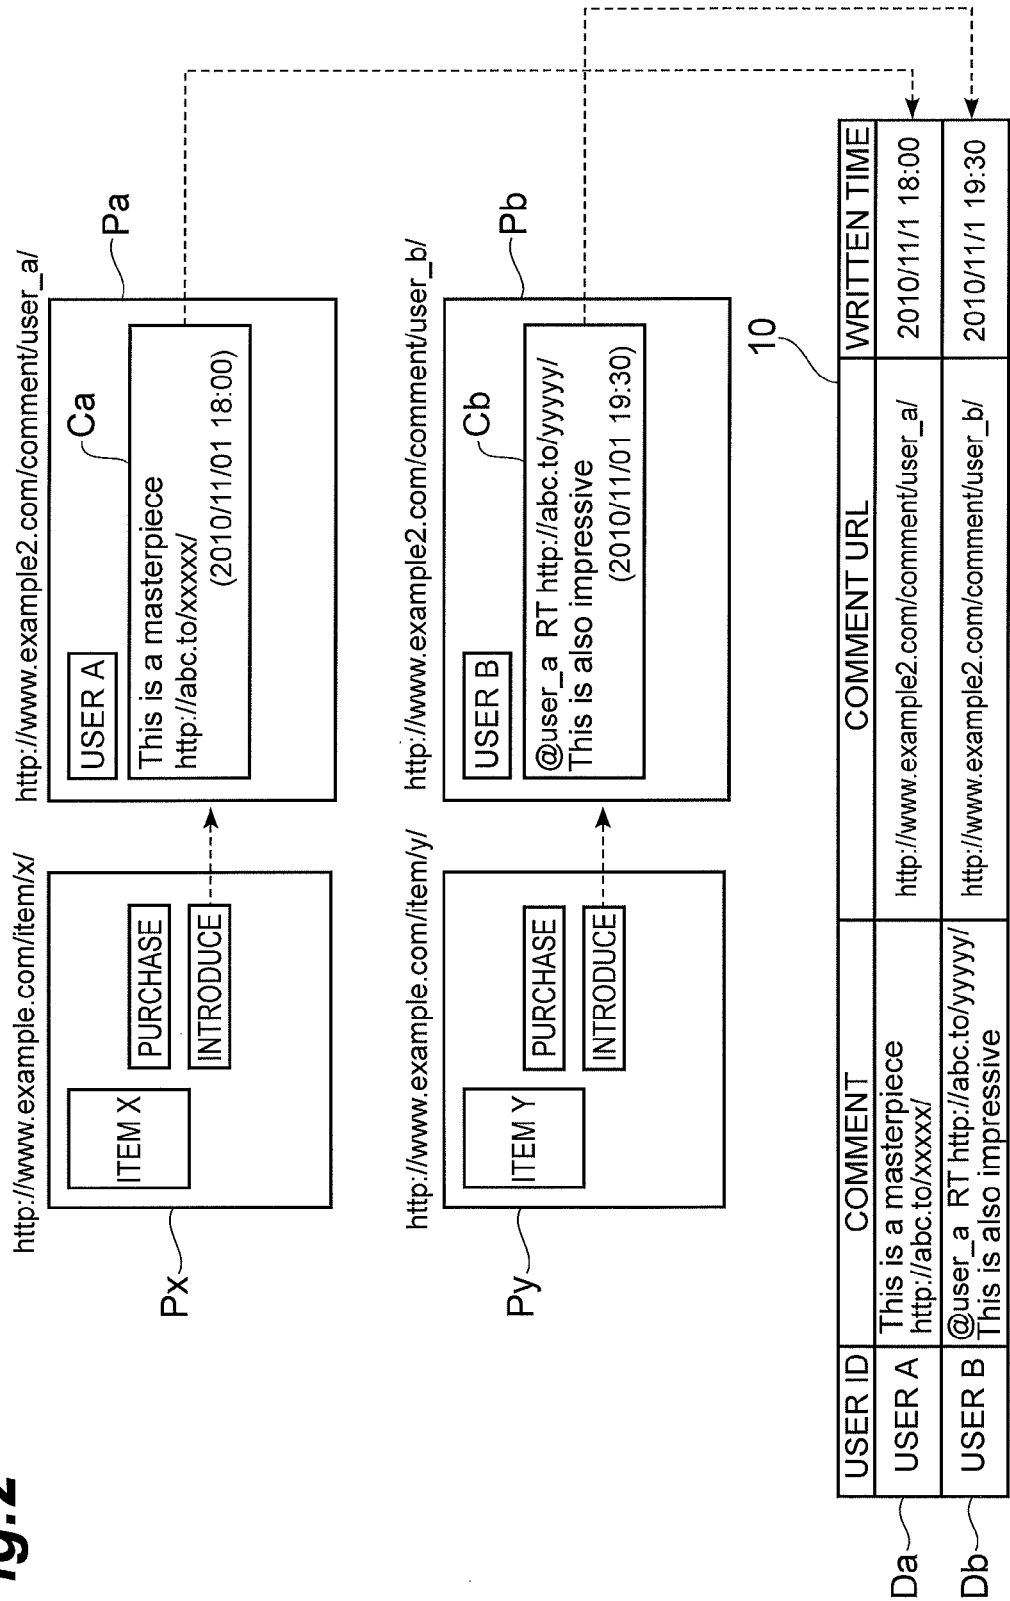 ig.2
http://www.example.com/item/x/
ITEM X
PURCHASE
INTRODUCE
Px
http://www.example2.com/comment/user_a/
USER A
Ca
This is a masterpiece
http://abc.to/xxxxx/
(2010/11/01 18:00)
Pa
http://www.example.com/item/y/
ITEM Y
PURCHASE
INTRODUCE
Py
http://www.example2.com/comment/user_b/
USER B
Cb
@user_a RT http://abc.to/yyyyy/
This is also impressive
(2010/11/01 19:30)
Pb
10
USER ID COMMENT COMMENT URL WRITTEN TIME
Da
USER A
This is a masterpiece
http://abc.to/xxxxx/
http://www.example2.com/comment/user_a/
2010/11/1 18:00
Db
USER B
@user_a RT http://abc.to/yyyyy/
This is also impressive
http://www.example2.com/comment/user_b/
2010/11/1 19:30